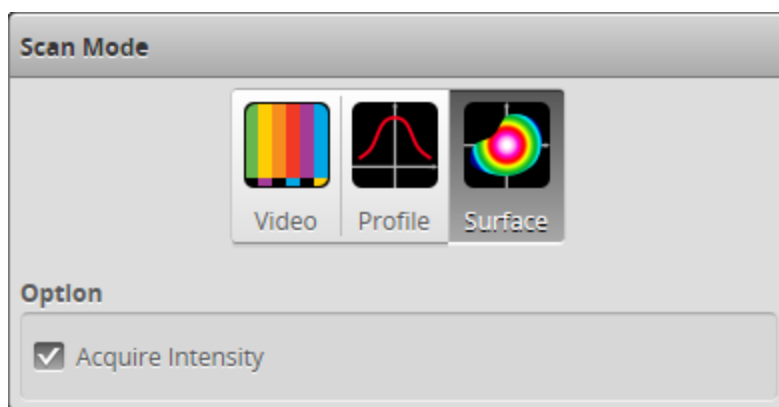 Scan Mode
Video Profile Surface
Option
Acquire Intensity